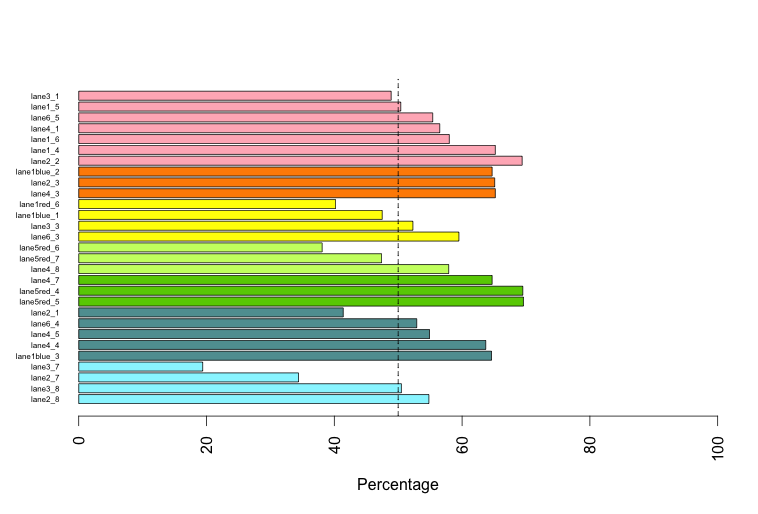 lane3_1
lane1_5
lane6_5
lane4_1
lane1_6
lane1_4
lane2_2
lane1blue_2
lane2_3
lane4_3
lane1red_6
lane1blue_1
lane3_3
lane6_3
lane5red_6
lane5red_7
lane4_8
lane4_7
lane5red_4
lane5red_5
lane2_1
lane6_4
lane4_5
lane4_4
lane1blue_3
lane3_7
lane2_7
lane3_8
lane2_8
0 20 40 60 80 100
Percentage